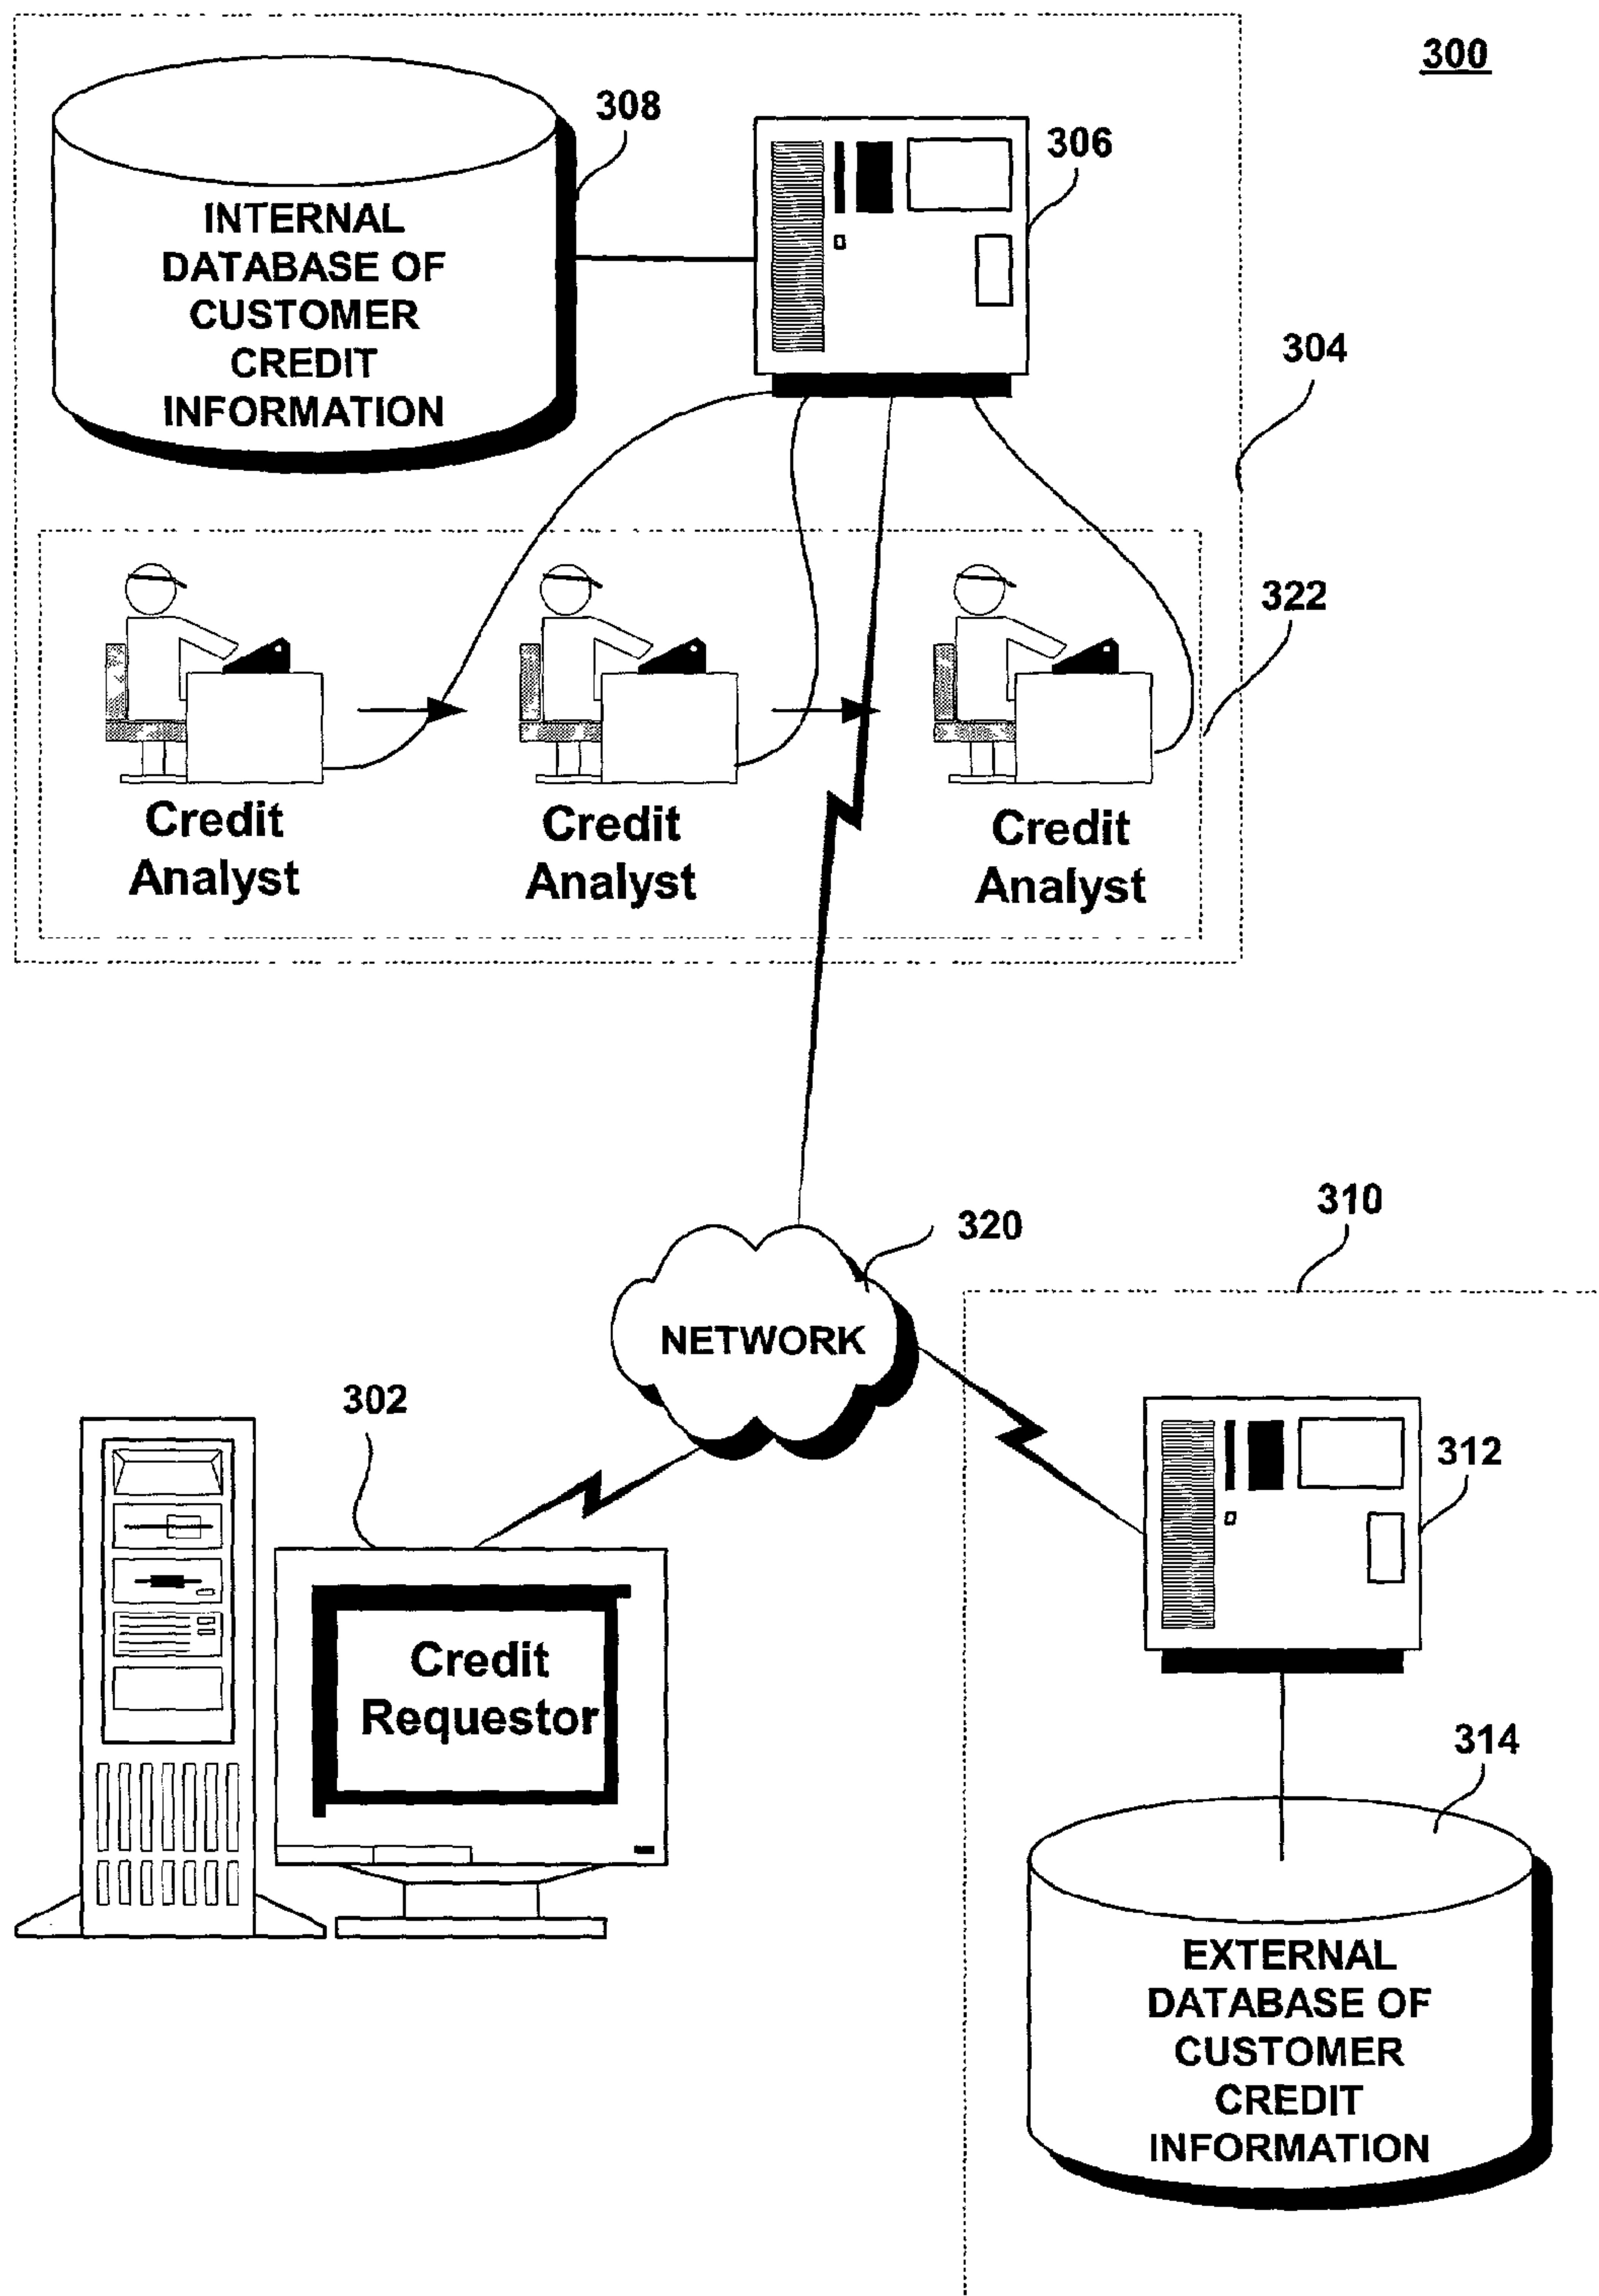 300
308
306
INTERNAL
DATABASE OF
CUSTOMER
CREDIT
INFORMATION
304
322
Credit
Analyst
Credit
Analyst
Credit
Analyst
310
320
NETWORK
302
312
Credit
Requestor
314
EXTERNAL
DATABASE OF
CUSTOMER
CREDIT
INFORMATION